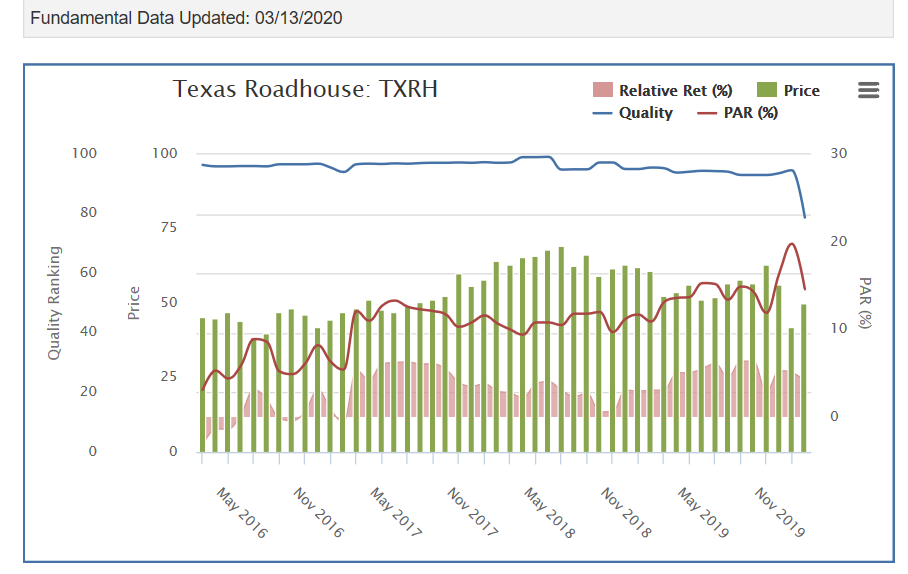 Fundamental Data Updated: 03/13/2020
Texas Roadhouse: TXRH
Relative Ret (%) Price
Quality PAR (%)
100 100 30
80
75
20
60
50
40
10
25
20
0
0 0
Quality Ranking
Price
PAR (%)
May 2016 Nov 2016 May 2017 Nov 2017 May 2018 Nov 2018 May 2019 Nov 2019